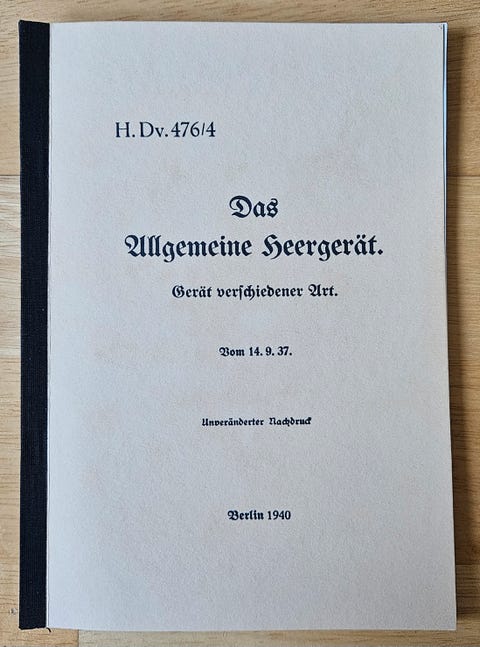 H. Dv. 476/4
Das
Allgemeine Heergerät.
Gerät verschiedener Art.
Vom 14. 9. 37.
Unveränderter Nachdruck
Berlin 1940